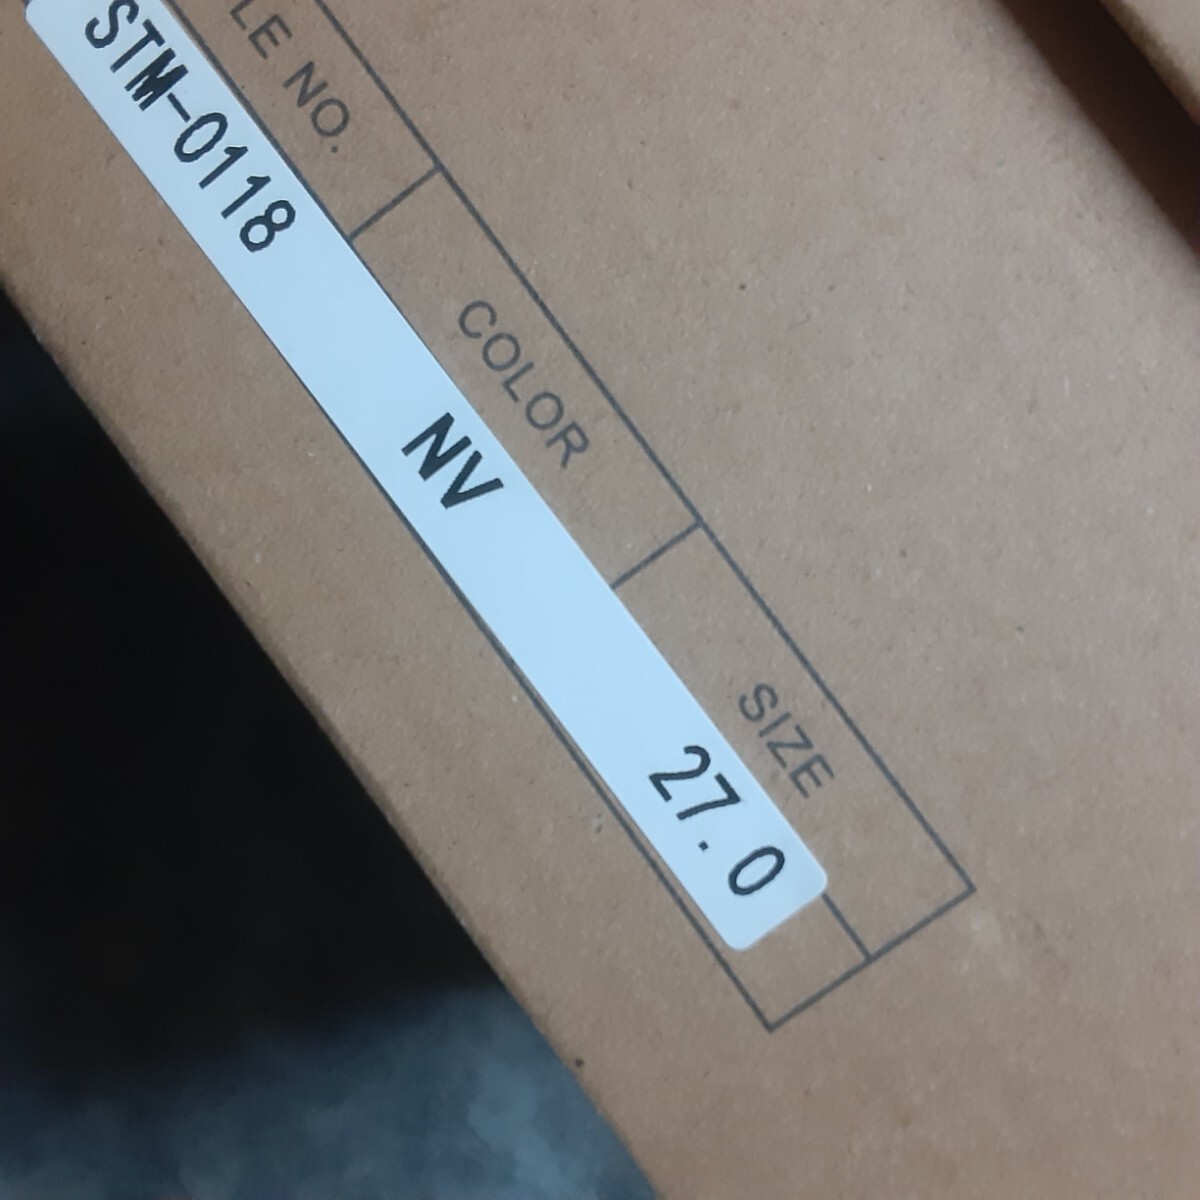 LE NO. COLOR SIZE
STM-0118 NV 27.0